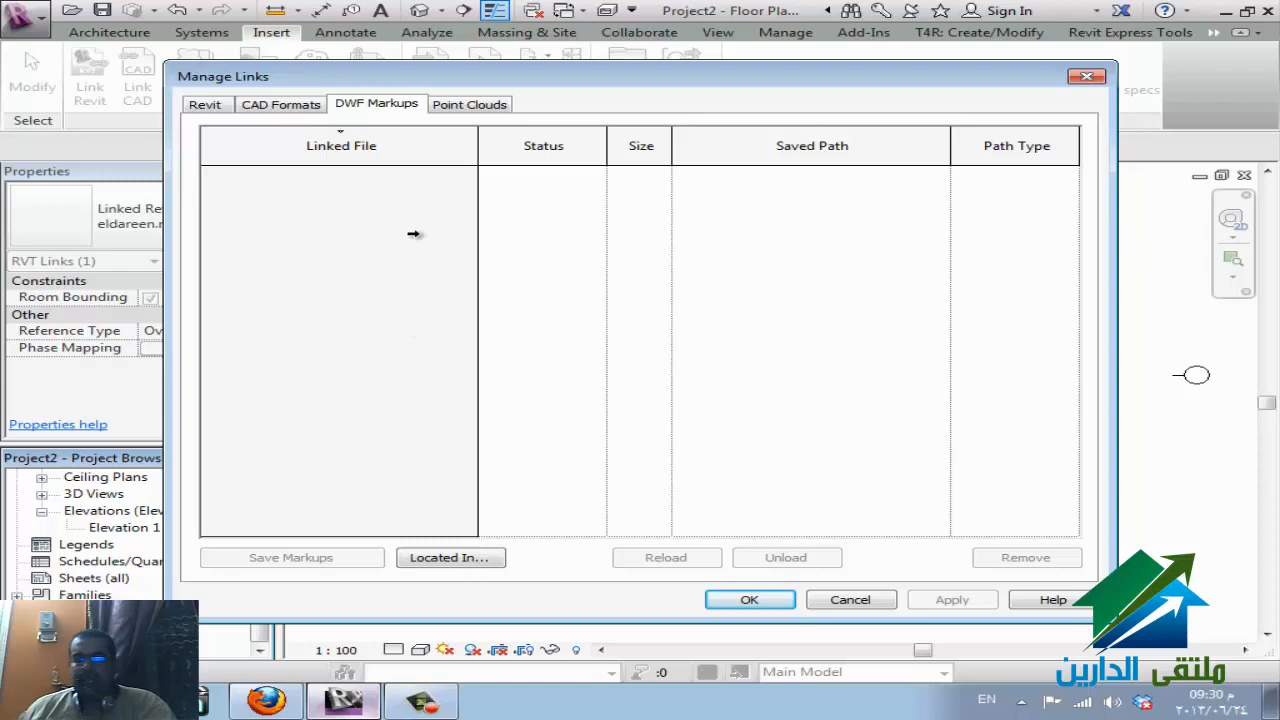 Project2 - Floor Pla...
Sign In
Architecture
Systems
Insert
Annotate
Analyze
Massing & Site
Collaborate
View
Manage
Add-Ins
T4R: Create/Modify
Revit Express Tools
Modify
Link Revit
Link CAD
specs
Select
Manage Links
Revit
CAD Formats
DWF Markups
Point Clouds
Linked File
Status
Size
Saved Path
Path Type
Properties
Linked Re
eldareen.r
RVT Links (1)
Constraints
Room Bounding
Other
Reference Type
Ov
Phase Mapping
Properties help
Project2 - Project Brows
Ceiling Plans
3D Views
Elevations (Elev
Elevation 1
Legends
Schedules/Quar
Sheets (all)
Families
Save Markups
Located In...
Reload
Unload
Remove
OK
Cancel
Apply
Help
1 : 100
:0
Main Model
2D
ملتقى الدارين
EN
09:30 م
٢٠١٣/٠٦/٢٤